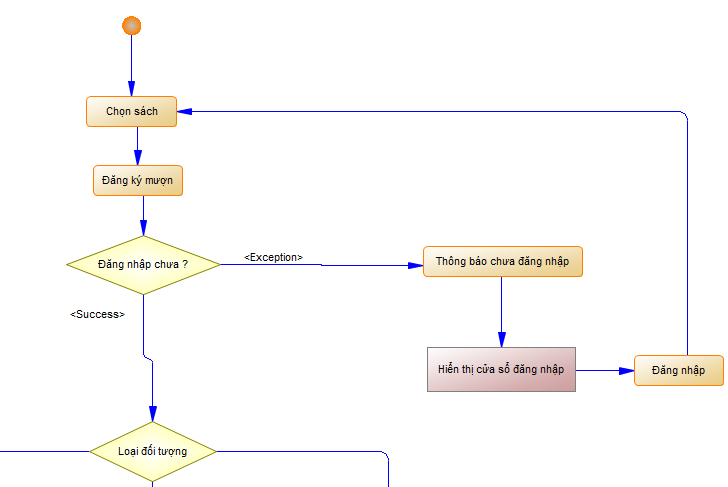 Chọn sách
Đăng ký mượn
Đăng nhập chưa ?
<Exception>
Thông báo chưa đăng nhập
<Success>
Hiển thị cửa sổ đăng nhập
Đăng nhập
Loại đối tượng